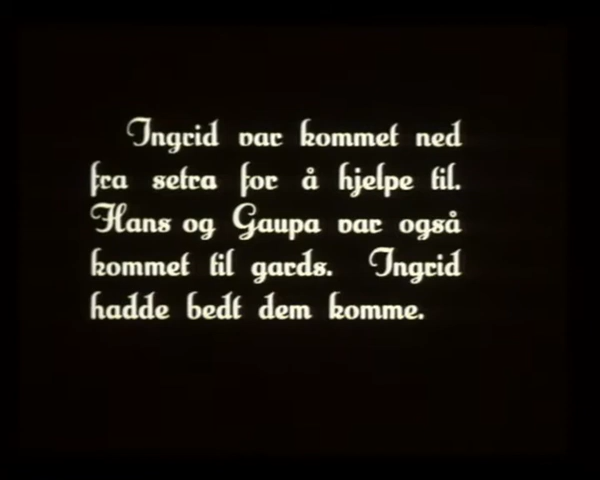 Ingrid var kommet ned
fra setra for å hjelpe til.
Hans og Gaupa var også
kommet til gards. Ingrid
hadde bedt dem komme.